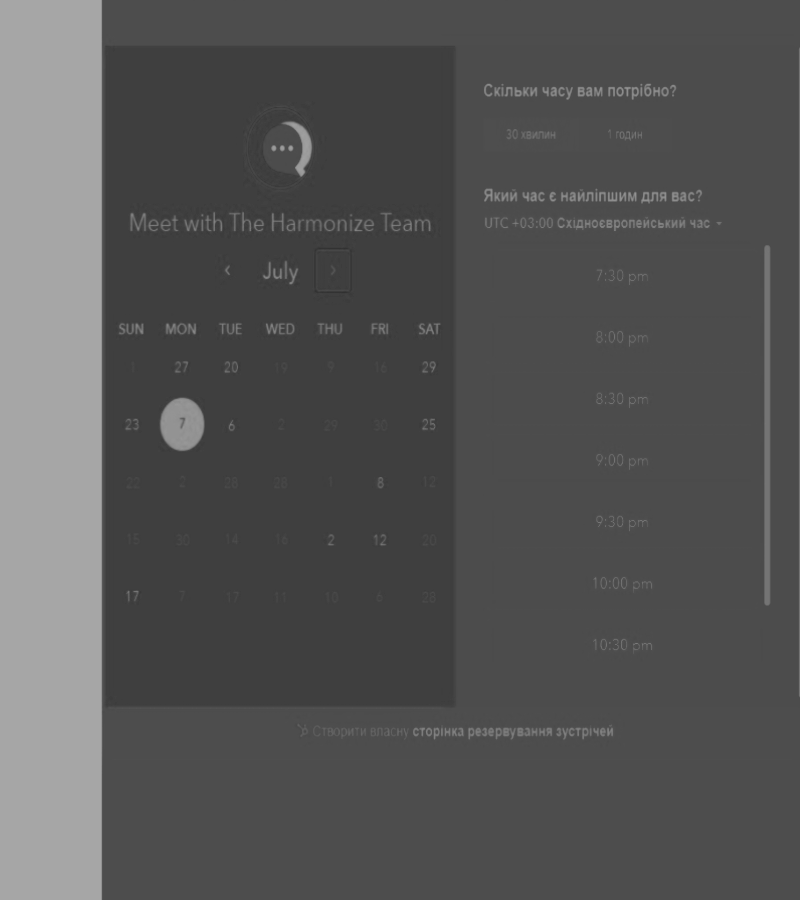 Meet with The Harmonize Team
July
SUN MON TUE WED THU FRI SAT
1 27 20 19 9 16 29
23 7 6 2 29 30 25
22 2 28 28 1 8 12
15 30 14 16 2 12 20
17 7 17 11 10 6 28
Скільки часу вам потрібно?
30 хвилин 1 годин
Який час є найліпшим для вас?
UTC +03:00 Східноєвропейський час
7:30 pm
8:00 pm
8:30 pm
9:00 pm
9:30 pm
10:00 pm
10:30 pm
Створити власну сторінка резервування зустрічей